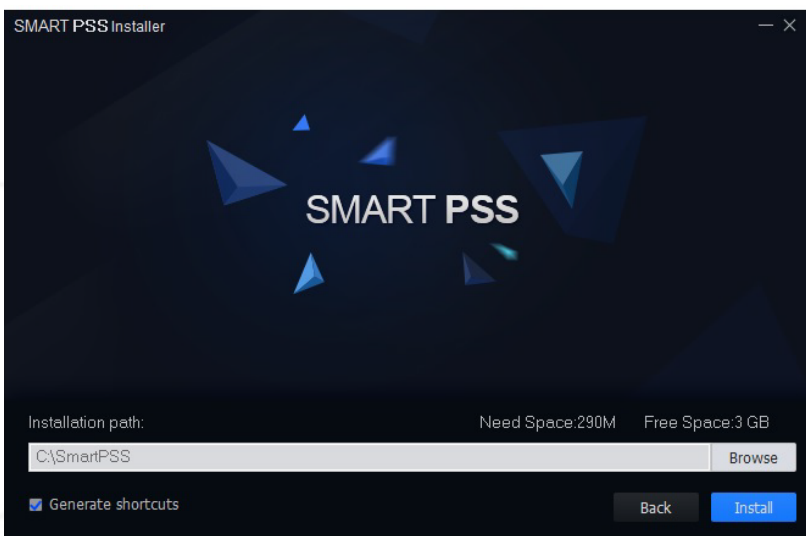 SMART PSS Installer
SMART PSS
Installation path:
Need Space:290M
Free Space:3 GB
C:\SmartPSS
Browse
Generate shortcuts
Back
Install